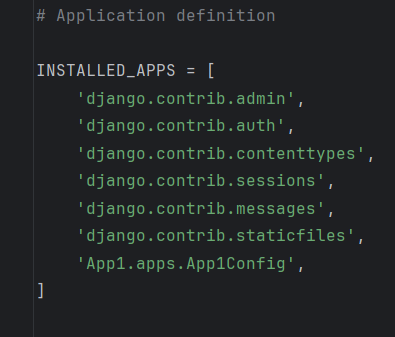 # Application definition
INSTALLED_APPS = [
'django.contrib.admin',
'django.contrib.auth',
'django.contrib.contenttypes',
'django.contrib.sessions',
'django.contrib.messages',
'django.contrib.staticfiles',
'App1.apps.App1Config',
]